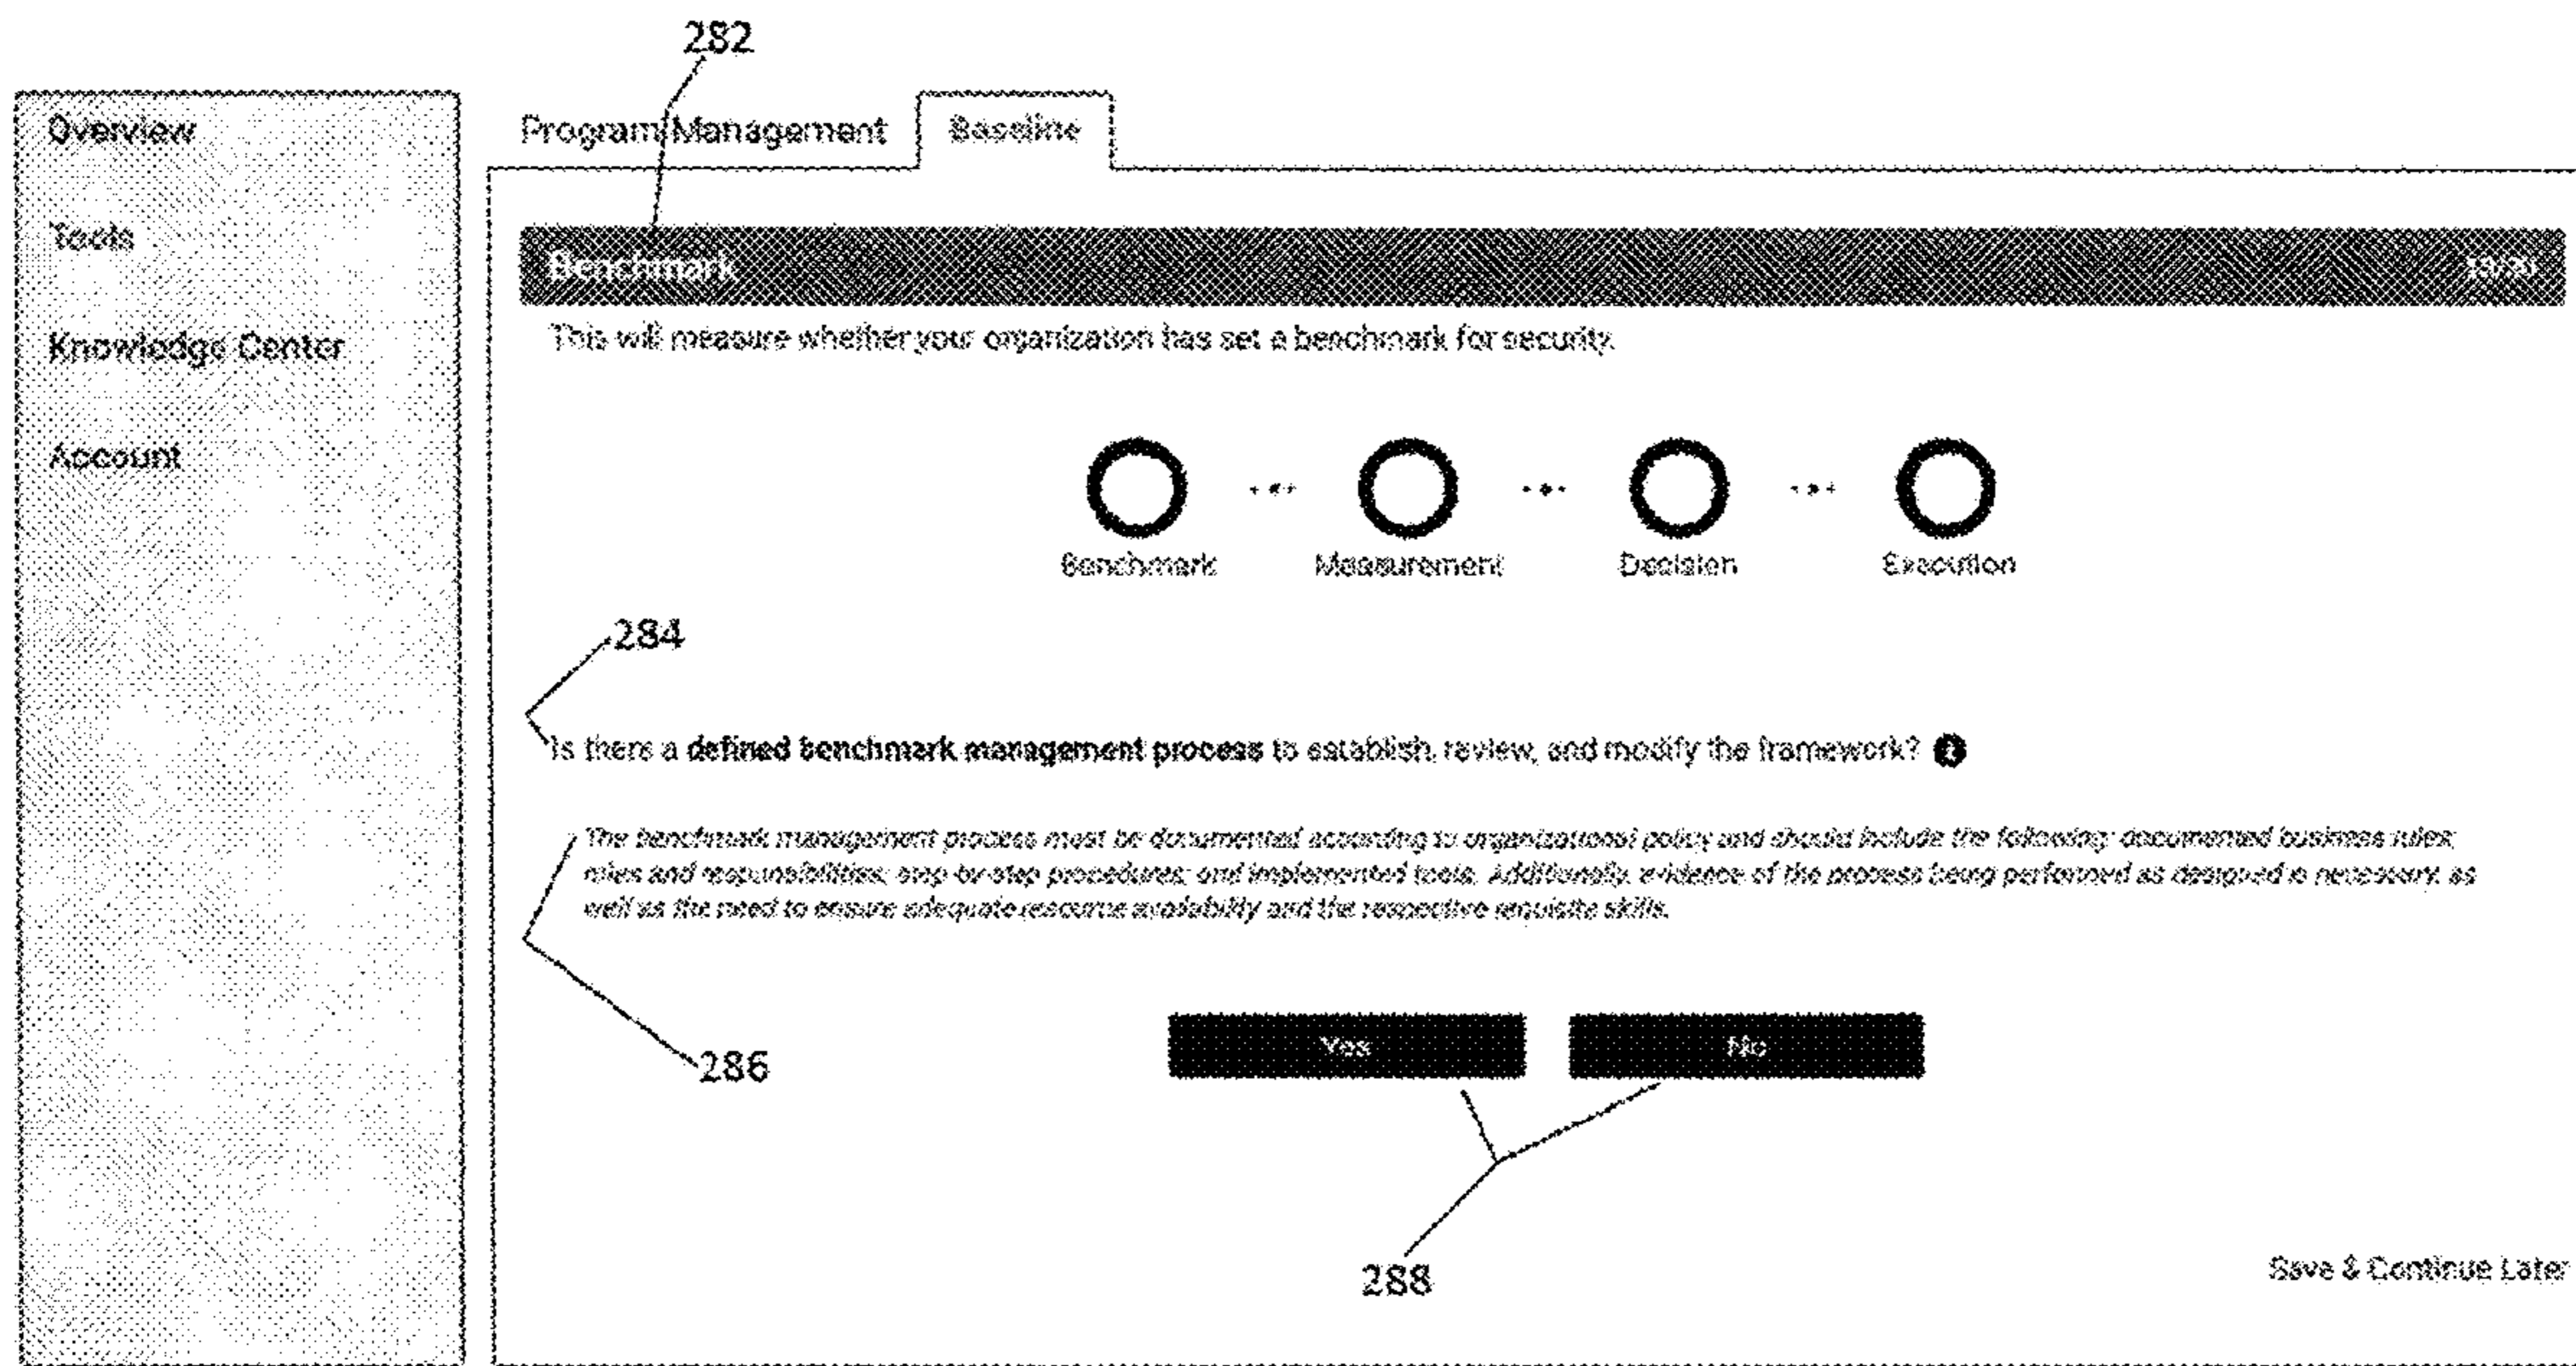 282
Overview
Program Management
Baseline
Tools
Benchmark
Knowledge Center
This will measure whether your organization has set a benchmark for security.
Account
Benchmark
Measurement
Decision
Execution
284
Is there a defined benchmark management process to establish, review, and modify the framework?
The benchmark management process must be documented according to organizational policy and should include the following: documented business rules;
roles and responsibilities; step-by-step procedures; and implemented tools. Additionally, evidence of the process being performed as designed is necessary, as
well as the need to ensure adequate resource availability and the respective requisite skills.
286
Yes
No
288
Save & Continue Later